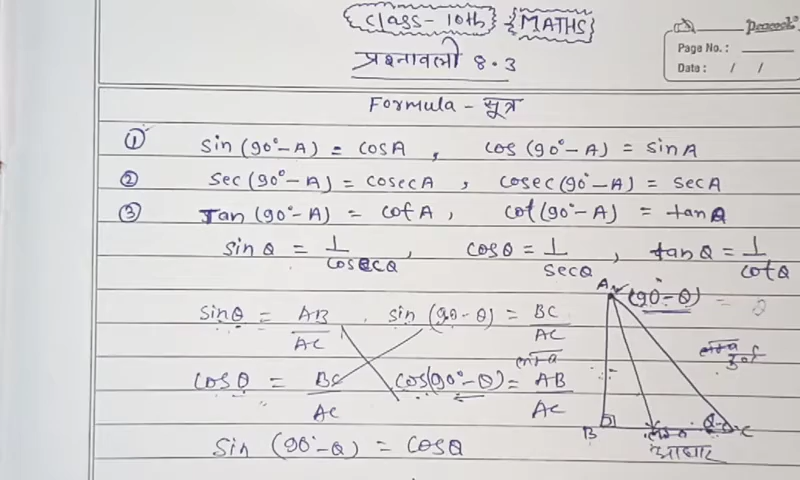 Class-10th MATHS
प्रश्नावली 8.3
Peacock
Page No.:
Date: / /
Formula - सूत्र
① sin(90°-A) = cosA, cos(90°-A) = sinA
② sec(90°-A) = cosecA, cosec(90°-A) = secA
③ Tan(90°-A) = cotA, cot(90°-A) = tanθ
sinθ = 1/cosecθ, cosθ = 1/secθ, tanθ = 1/cotθ
A (90°-θ) =
sinθ = AB/AC . sin(90-θ) = BC/AC
लम्ब
cosθ = BC/AC cos(90°-θ) = AB/AC
B θ C
आधार
Sin (90°-θ) = cosθ